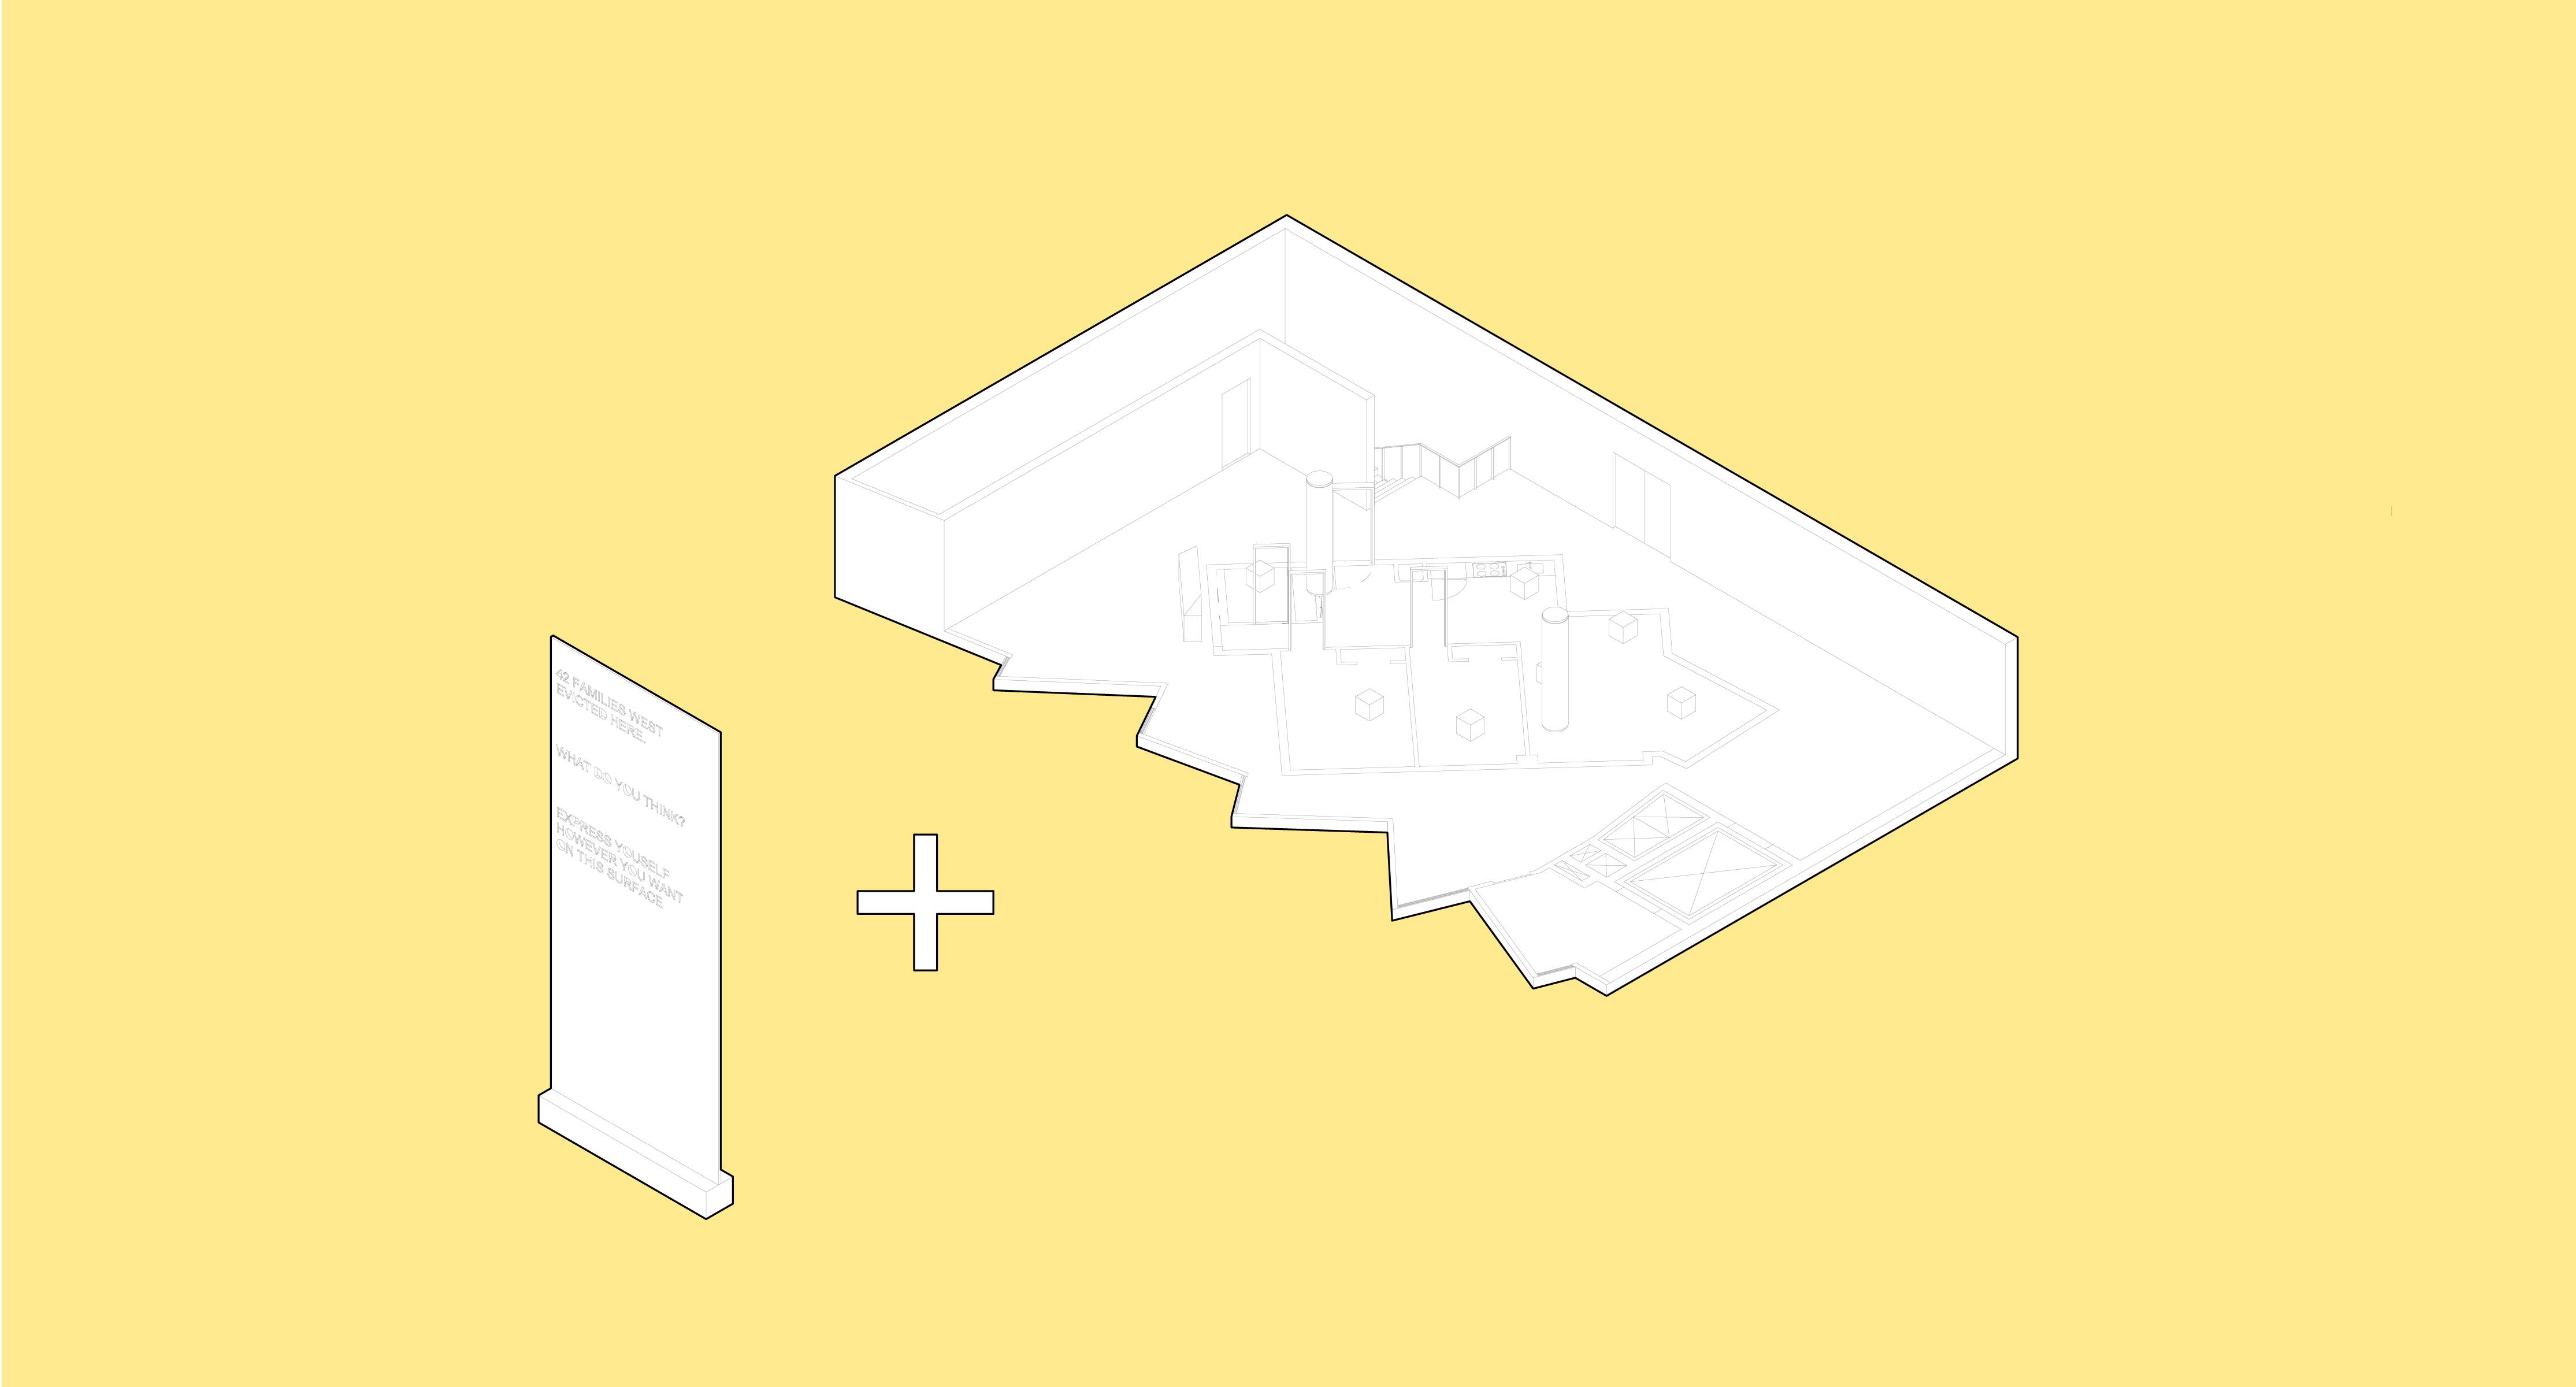 42 FAMILIES WEST
EVICTED HERE.
WHAT DO YOU THINK?
EXPRESS YOUSELF
HOWEVER YOU WANT
ON THIS SURFACE